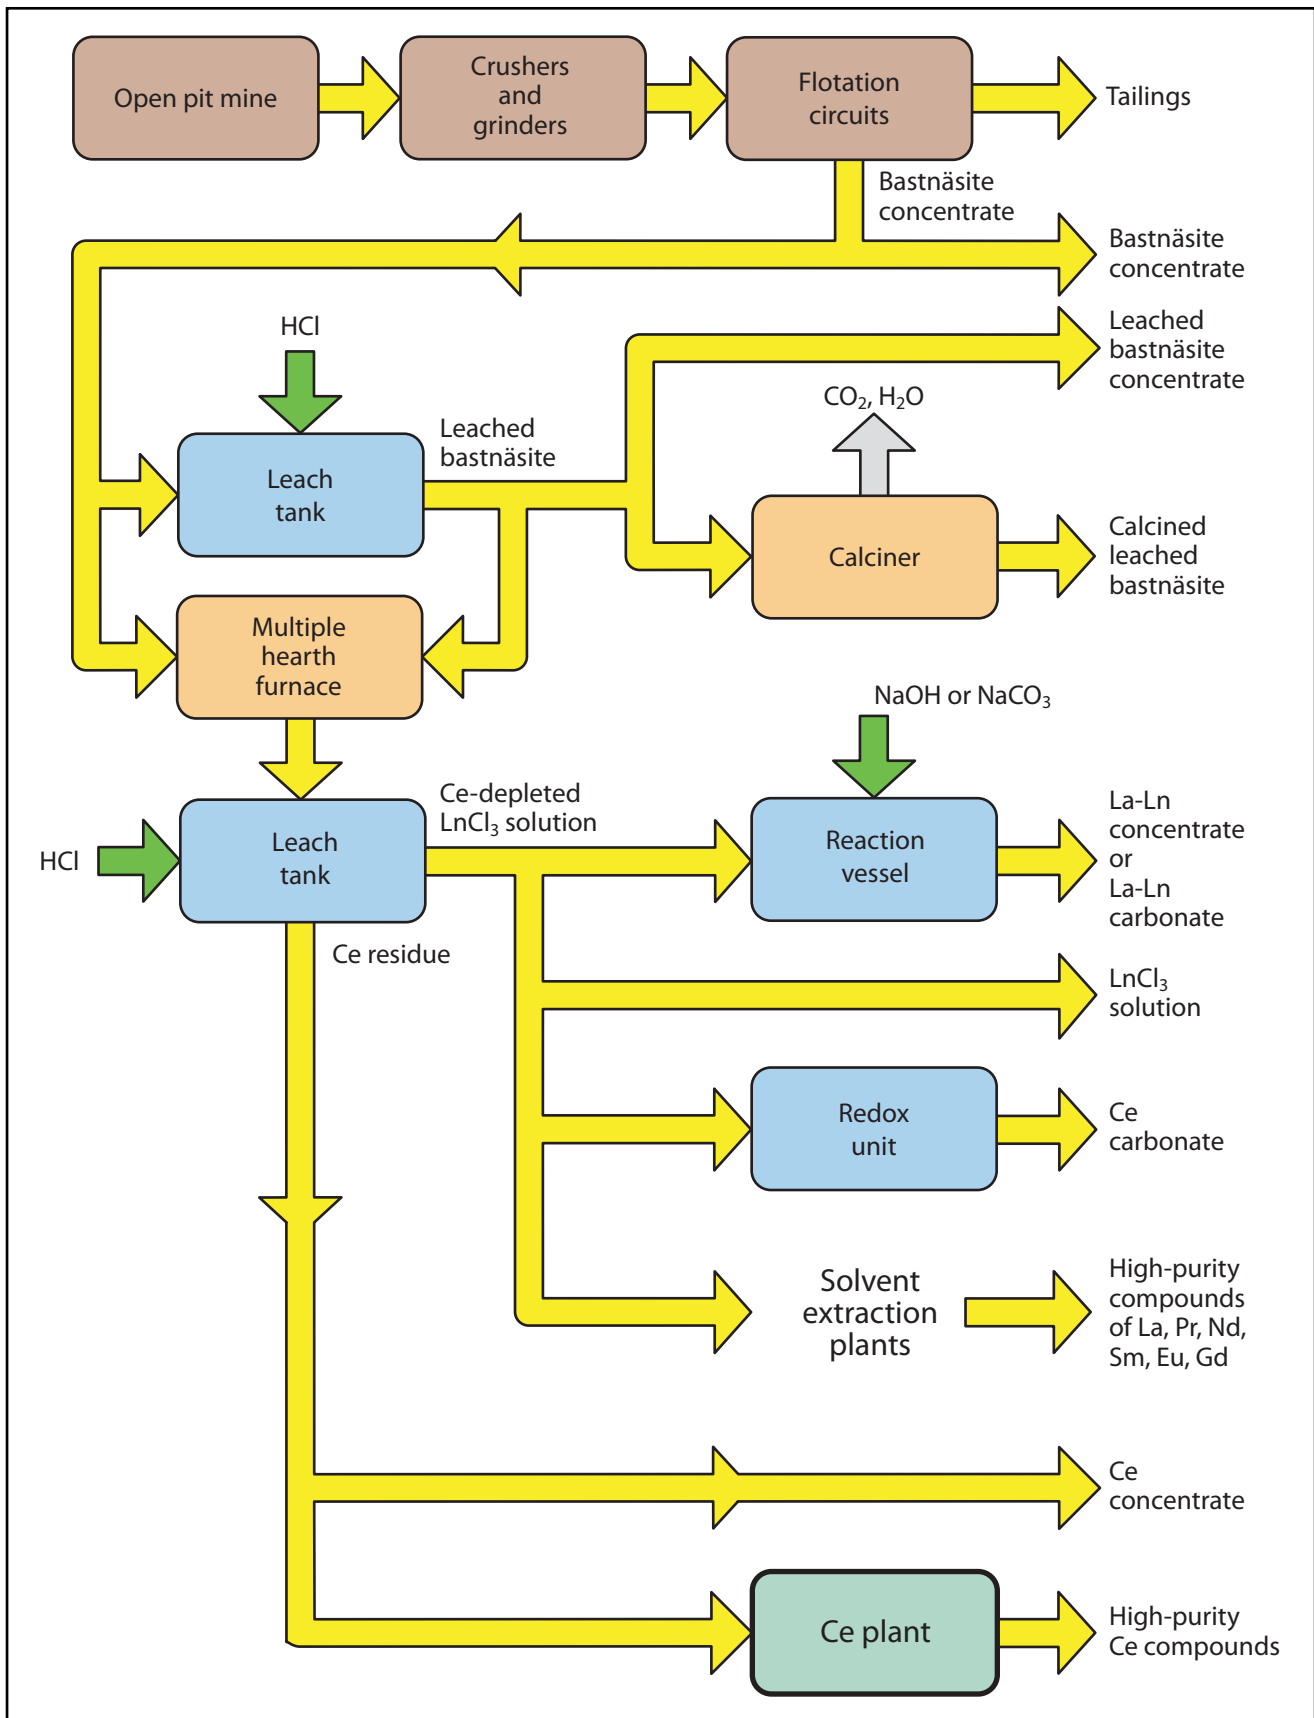 Open pit mine
Crushers
and
grinders
Flotation
circuits
Tailings
Bastnäsite
concentrate
Bastnäsite
concentrate
HCl
Leached
bastnäsite
concentrate
CO₂, H₂O
Leached
bastnäsite
Leach
tank
Calciner
Calcined
leached
bastnäsite
Multiple
hearth
furnace
NaOH or NaCO₃
Ce-depleted
LnCl₃ solution
HCl
Leach
tank
Reaction
vessel
La-Ln
concentrate
or
La-Ln
carbonate
Ce residue
LnCl₃
solution
Redox
unit
Ce
carbonate
Solvent
extraction
plants
High-purity
compounds
of La, Pr, Nd,
Sm, Eu, Gd
Ce
concentrate
Ce plant
High-purity
Ce compounds